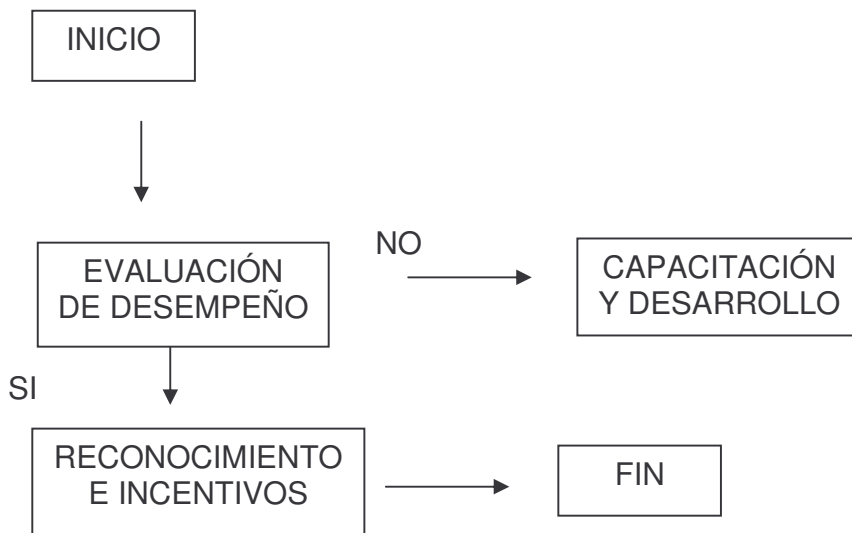 INICIO
EVALUACIÓN
DE DESEMPEÑO
NO
CAPACITACIÓN
Y DESARROLLO
SI
RECONOCIMIENTO
E INCENTIVOS
FIN